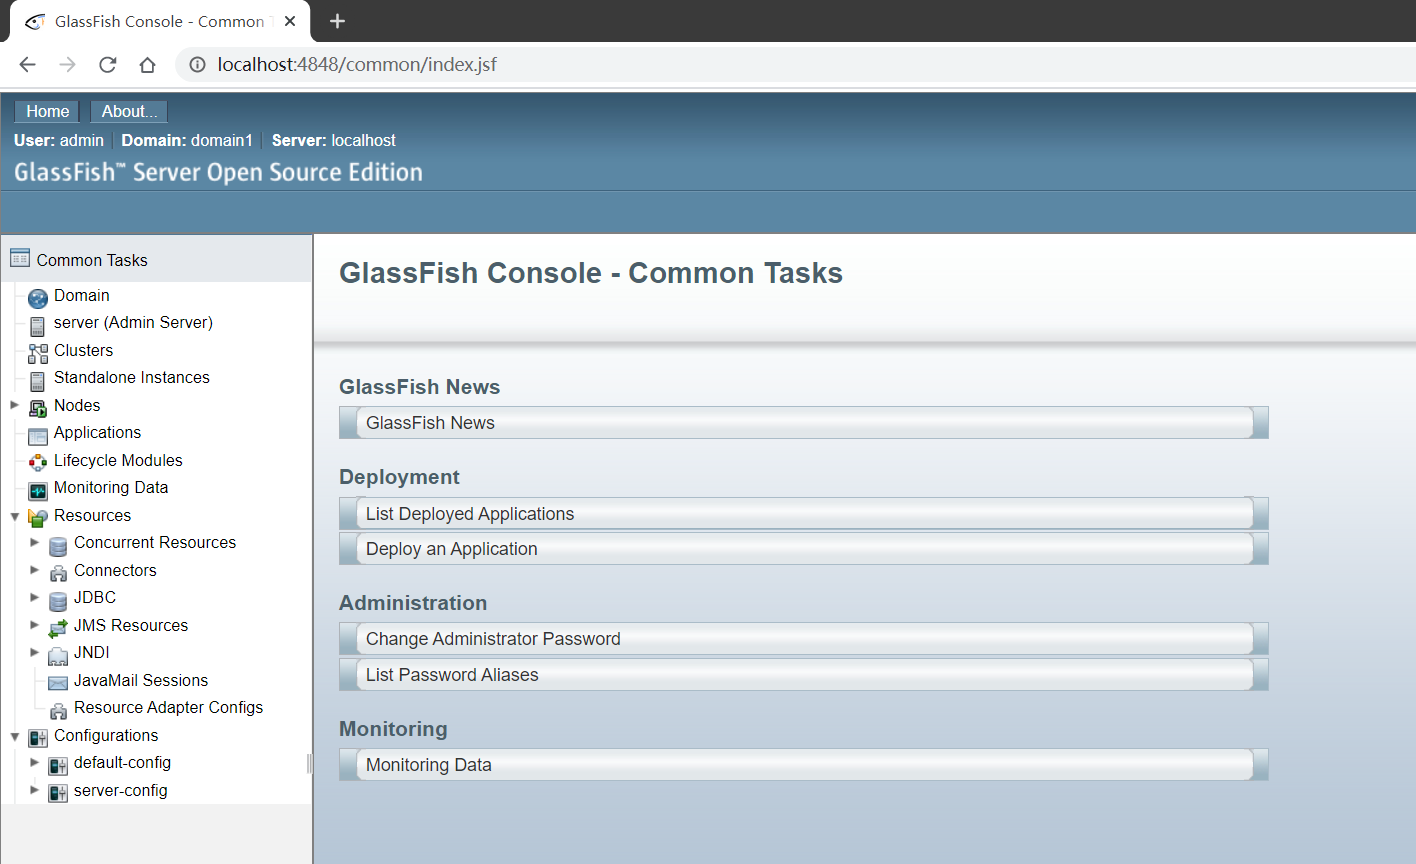 GlassFish Console - Common
localhost:4848/common/index.jsf
Home About...
User: admin Domain: domain1 Server: localhost
GlassFish™ Server Open Source Edition
Common Tasks
Domain
server (Admin Server)
Clusters
Standalone Instances
Nodes
Applications
Lifecycle Modules
Monitoring Data
Resources
Concurrent Resources
Connectors
JDBC
JMS Resources
JNDI
JavaMail Sessions
Resource Adapter Configs
Configurations
default-config
server-config
GlassFish Console - Common Tasks
GlassFish News
GlassFish News
Deployment
List Deployed Applications
Deploy an Application
Administration
Change Administrator Password
List Password Aliases
Monitoring
Monitoring Data